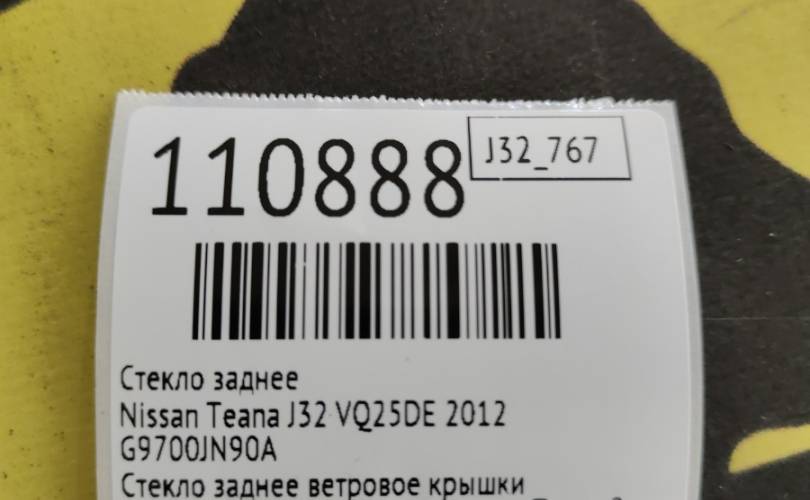 110888
J32_767
Стекло заднее
Nissan Teana J32 VQ25DE 2012
G9700JN90A
Стекло заднее ветровое крышки